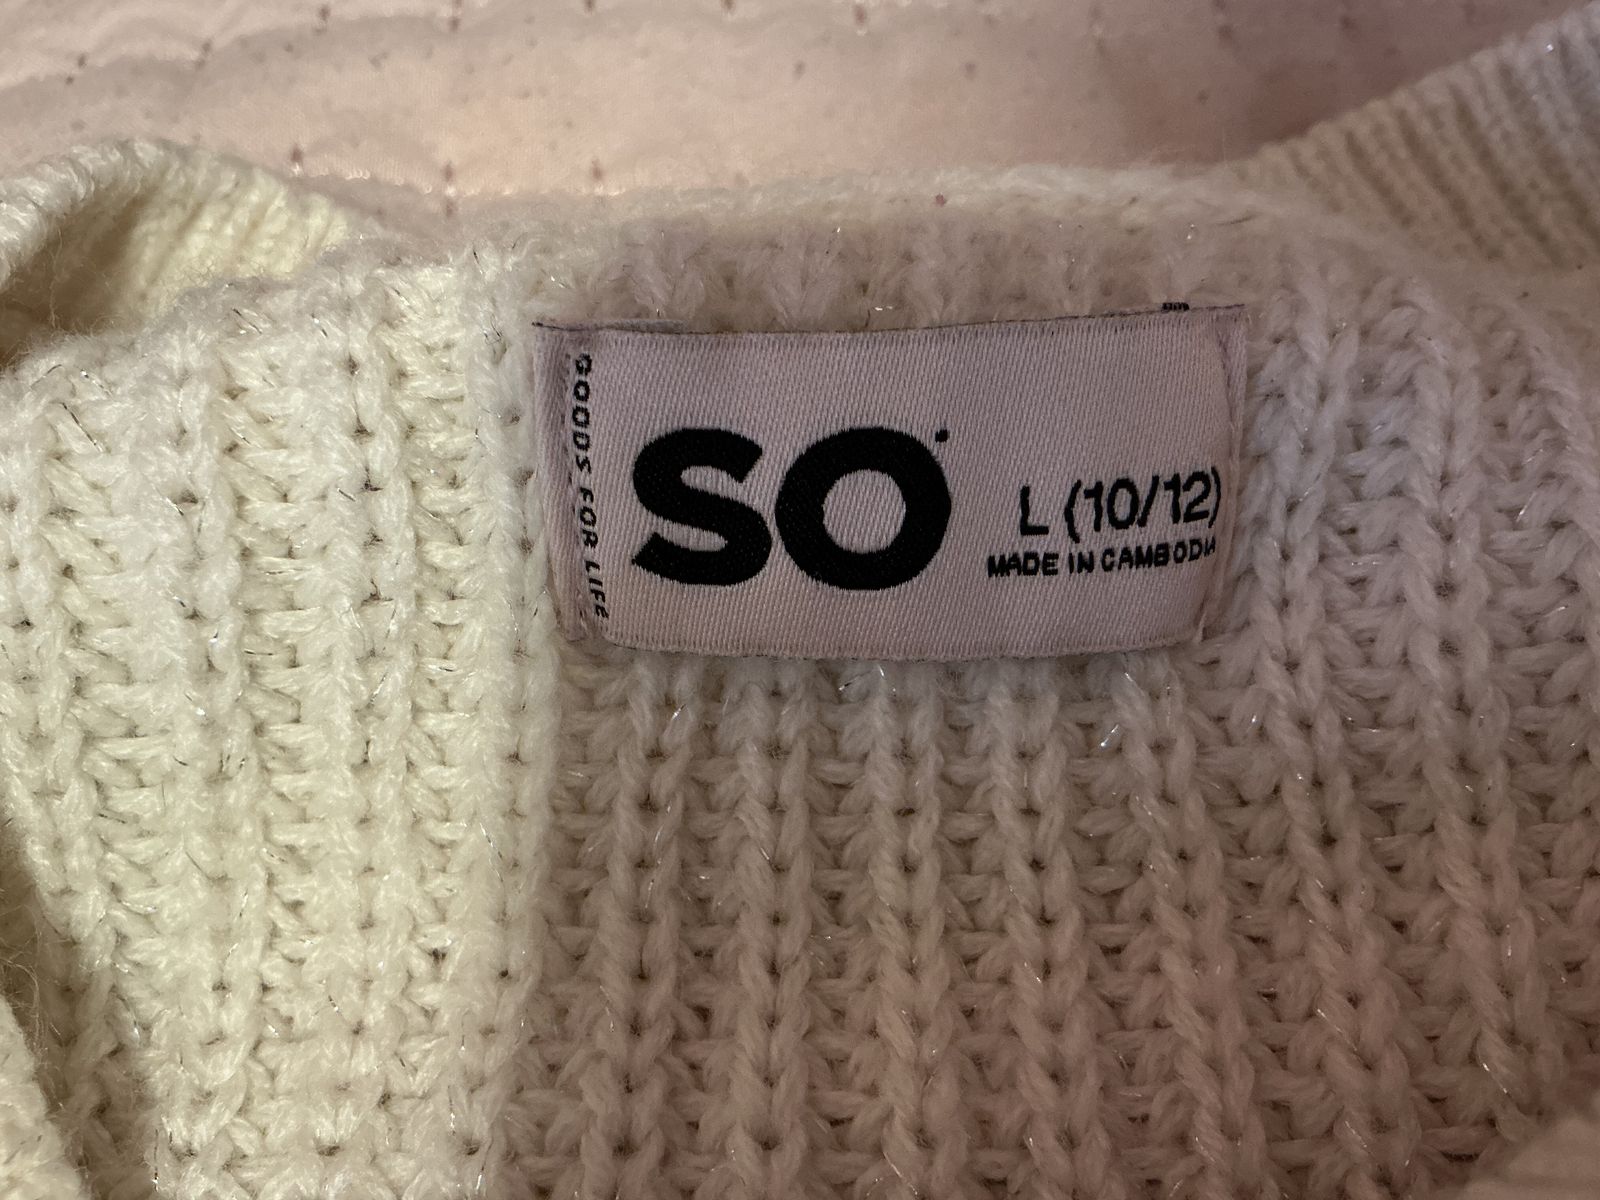 GOODS FOR LIFE
SO
L (10/12)
MADE IN CAMBODIA